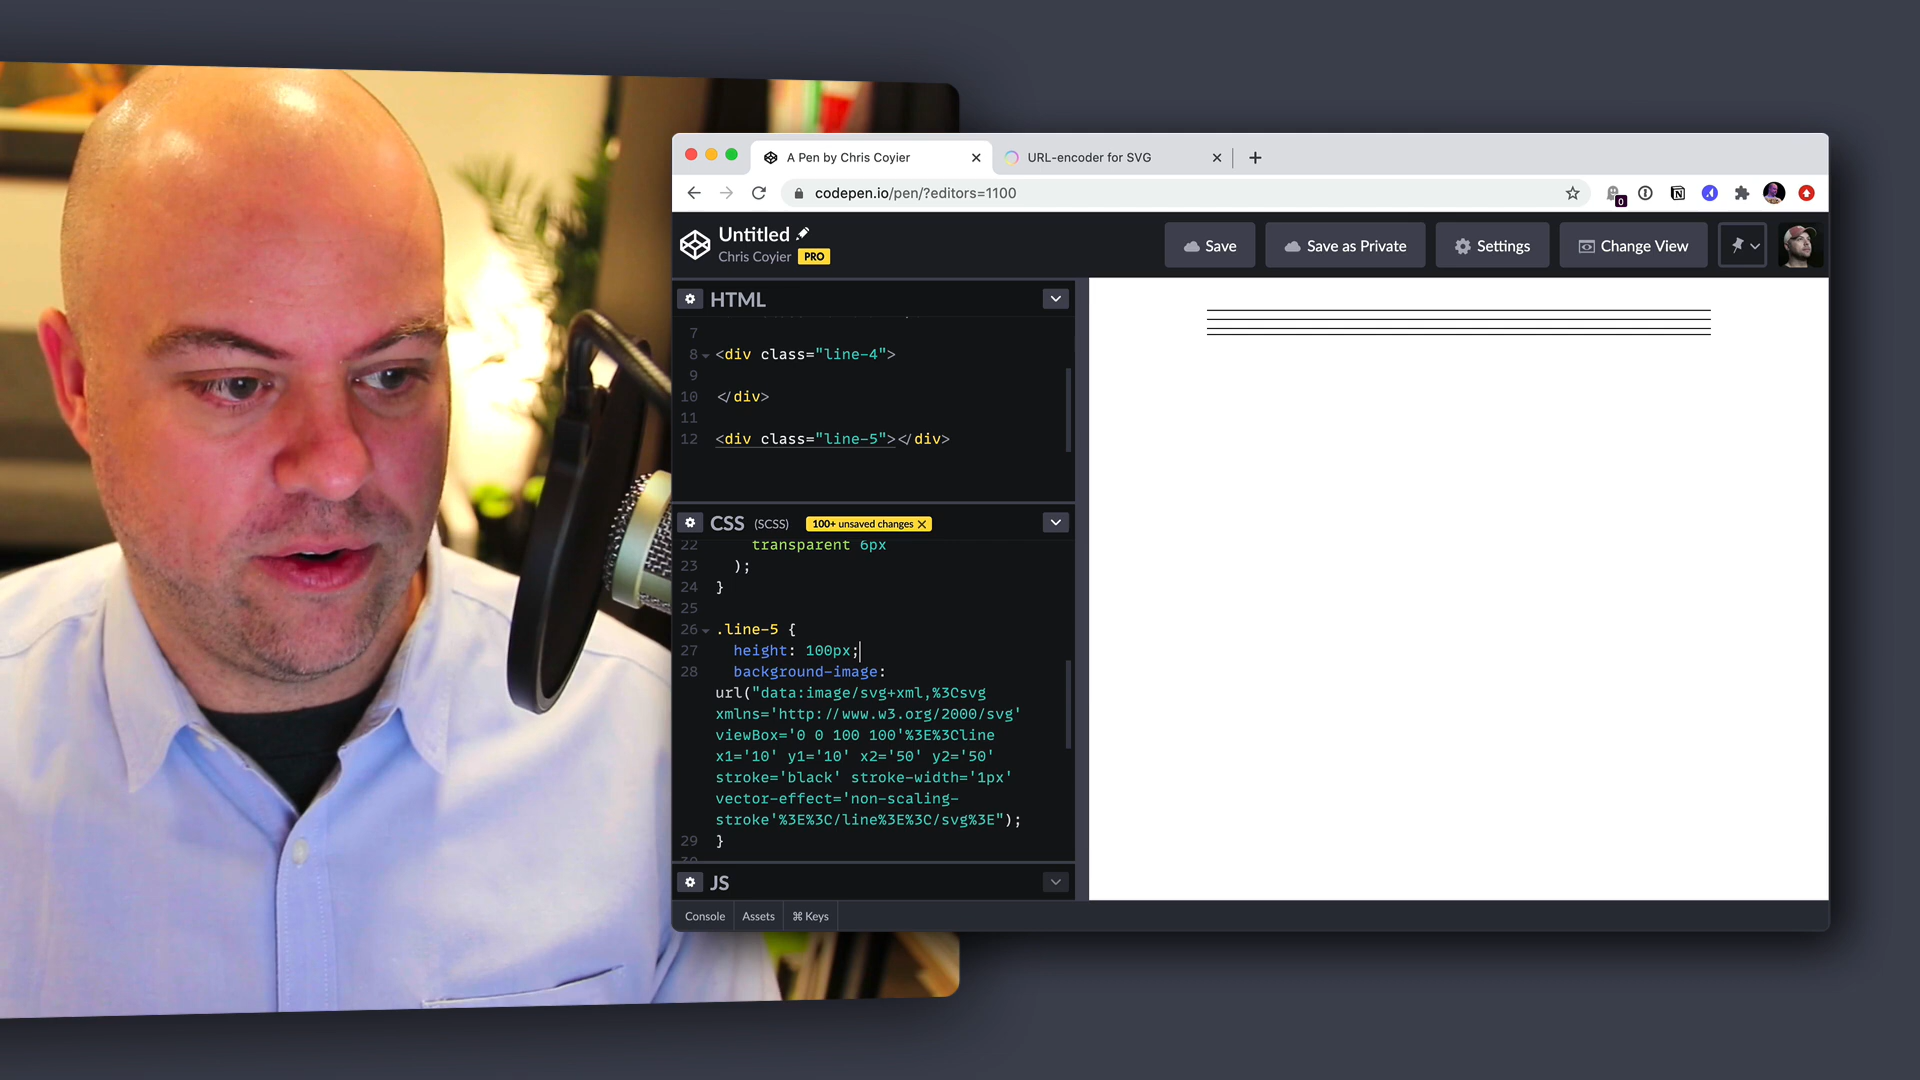 A Pen by Chris Coyier
URL-encoder for SVG
codepen.io/pen/?editors=1100
0
Untitled
Chris Coyier PRO
Save
Save as Private
Settings
Change View
HTML
7
8 <div class="line-4">
9
10 </div>
11
12 <div class="line-5"></div>
CSS (SCSS) 100+ unsaved changes
22 transparent 6px
23 );
24 }
25
26 .line-5 {
27 height: 100px;
28 background-image:
url("data:image/svg+xml,%3Csvg
xmlns='http://www.w3.org/2000/svg'
viewBox='0 0 100 100'%3E%3Cline
x1='10' y1='10' x2='50' y2='50'
stroke='black' stroke-width='1px'
vector-effect='non-scaling-
stroke'%3E%3C/line%3E%3C/svg%3E");
29 }
JS
Console
Assets
⌘ Keys